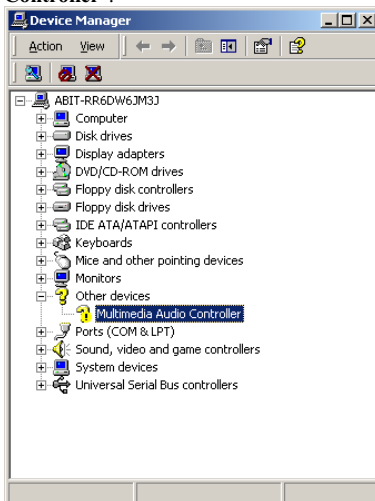 Controller".
Device Manager
Action View
ABIT-RR6DW6JM3J
Computer
Disk drives
Display adapters
DVD/CD-ROM drives
Floppy disk controllers
Floppy disk drives
IDE ATA/ATAPI controllers
Keyboards
Mice and other pointing devices
Monitors
Other devices
Multimedia Audio Controller
Ports (COM & LPT)
Sound, video and game controllers
System devices
Universal Serial Bus controllers